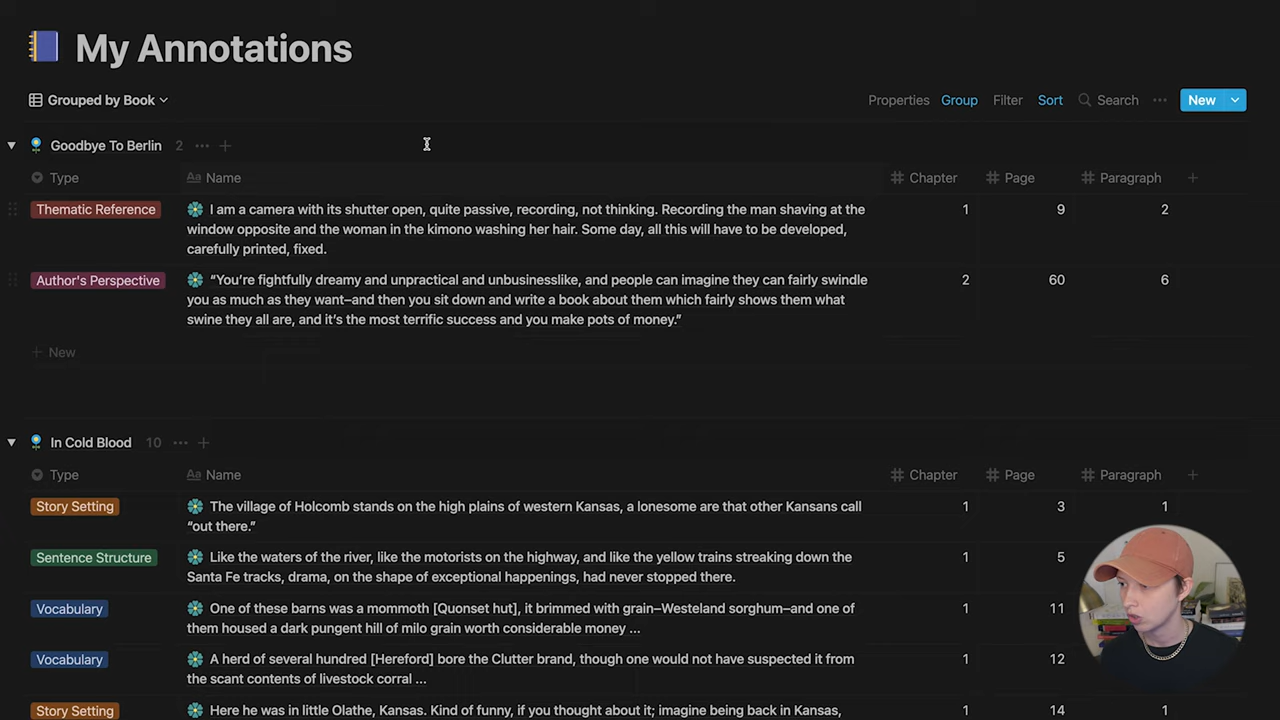 My Annotations
Grouped by Book
Properties Group Filter Sort Search ... New
Goodbye To Berlin 2 ... +
Type Aa Name # Chapter # Page # Paragraph +
Thematic Reference I am a camera with its shutter open, quite passive, recording, not thinking. Recording the man shaving at the 1 9 2
window opposite and the woman in the kimono washing her hair. Some day, all this will have to be developed,
carefully printed, fixed.
Author's Perspective “You’re fightfully dreamy and unpractical and unbusinesslike, and people can imagine they can fairly swindle 2 60 6
you as much as they want–and then you sit down and write a book about them which fairly shows them what
swine they all are, and it’s the most terrific success and you make pots of money.”
+ New
In Cold Blood 10 ... +
Type Aa Name # Chapter # Page # Paragraph +
Story Setting The village of Holcomb stands on the high plains of western Kansas, a lonesome are that other Kansans call 1 3 1
“out there.”
Sentence Structure Like the waters of the river, like the motorists on the highway, and like the yellow trains streaking down the 1 5
Santa Fe tracks, drama, on the shape of exceptional happenings, had never stopped there.
Vocabulary One of these barns was a mommoth [Quonset hut], it brimmed with grain–Westeland sorghum–and one of 1 11
them housed a dark pungent hill of milo grain worth considerable money ...
Vocabulary A herd of several hundred [Hereford] bore the Clutter brand, though one would not have suspected it from 1 12
the scant contents of livestock corral ...
Story Setting Here he was in little Olathe, Kansas. Kind of funny, if you thought about it; imagine being back in Kansas, 1 14 1